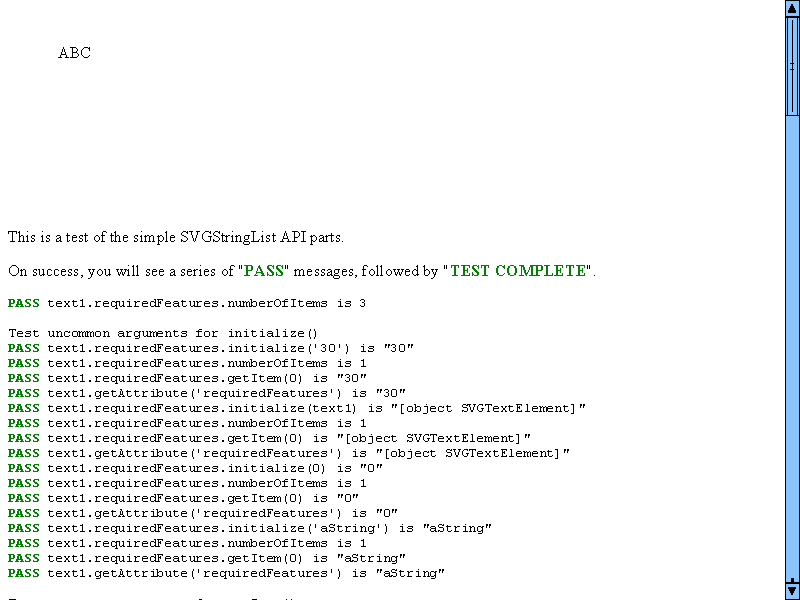 ABC
This is a test of the simple SVGStringList API parts.
On success, you will see a series of "PASS" messages, followed by "TEST COMPLETE".
PASS text1.requiredFeatures.numberOfItems is 3
Test uncommon arguments for initialize()
PASS text1.requiredFeatures.initialize('30') is "30"
PASS text1.requiredFeatures.numberOfItems is 1
PASS text1.requiredFeatures.getItem(0) is "30"
PASS text1.getAttribute('requiredFeatures') is "30"
PASS text1.requiredFeatures.initialize(text1) is "[object SVGTextElement]"
PASS text1.requiredFeatures.numberOfItems is 1
PASS text1.requiredFeatures.getItem(0) is "[object SVGTextElement]"
PASS text1.getAttribute('requiredFeatures') is "[object SVGTextElement]"
PASS text1.requiredFeatures.initialize(0) is "0"
PASS text1.requiredFeatures.numberOfItems is 1
PASS text1.requiredFeatures.getItem(0) is "0"
PASS text1.getAttribute('requiredFeatures') is "0"
PASS text1.requiredFeatures.initialize('aString') is "aString"
PASS text1.requiredFeatures.numberOfItems is 1
PASS text1.requiredFeatures.getItem(0) is "aString"
PASS text1.getAttribute('requiredFeatures') is "aString"